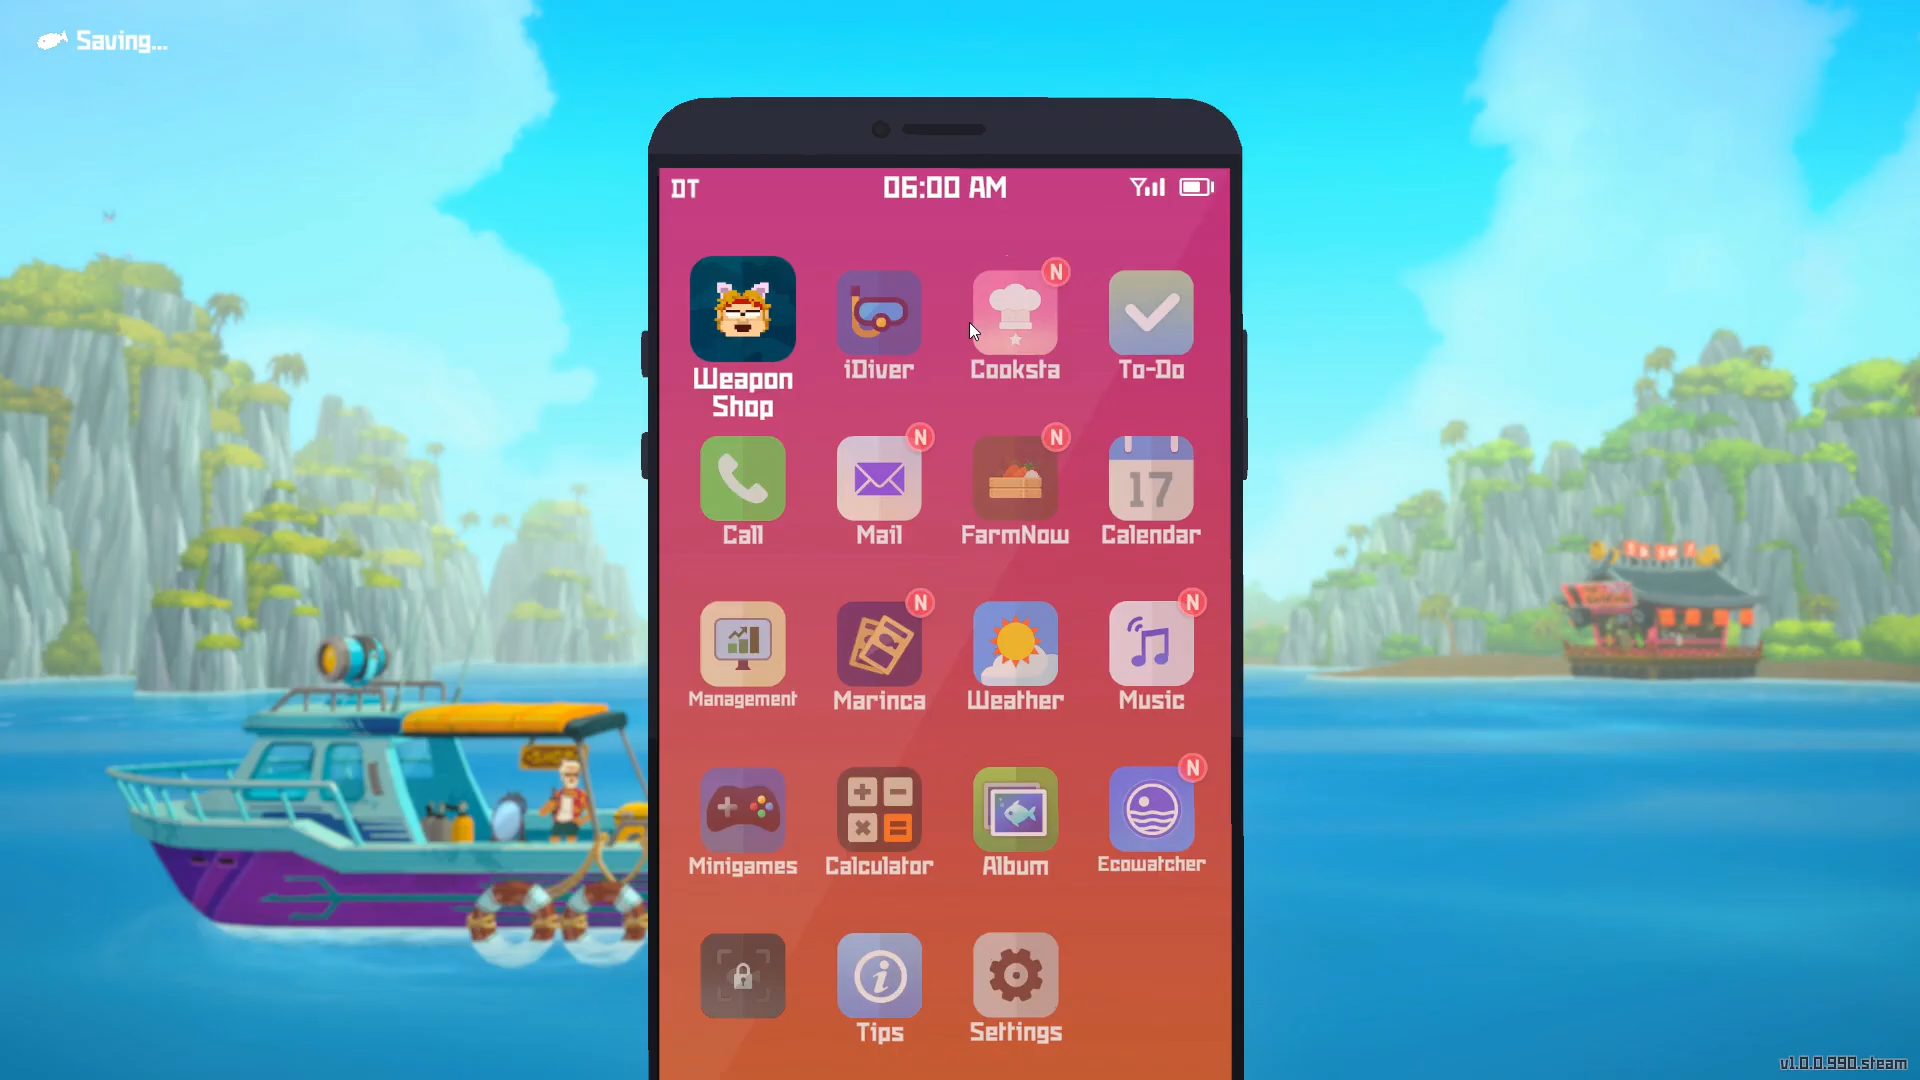 Saving...
DT
06:00 AM
N
Weapon
Shop
iDiver
Cooksta
To-Do
N
N
17
Call
Mail
FarmNow
Calendar
N
N
Management
Marinca
Weather
Music
N
Minigames
Calculator
Album
Ecowatcher
Tips
Settings
v1.0.0.990.steam